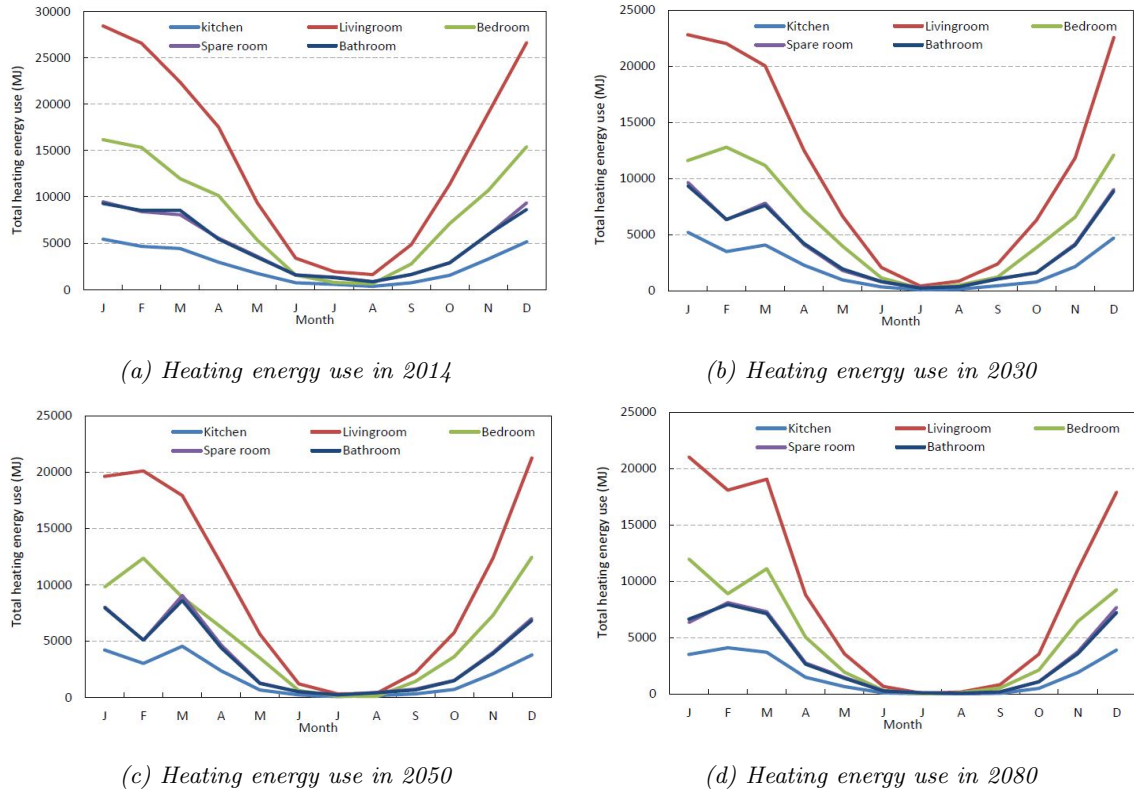 30000
25000
20000
15000
10000
5000
0
Total heating energy use (MJ)
kitchen Livingroom Bedroom
Spare room Bathroom
J F M A M J J A S O N D
Month
(a) Heating energy use in 2014
25000
20000
15000
10000
5000
0
Total heating energy use (MJ)
Kitchen Livingroom Bedroom
Spare room Bathroom
J F M A M J J A S O N D
Month
(b) Heating energy use in 2030
25000
20000
15000
10000
5000
0
Total heating energy use (MJ)
Kitchen Livingroom Bedroom
Spare room Bathroom
J F M A M J J A S O N D
Month
(c) Heating energy use in 2050
25000
20000
15000
10000
5000
0
Total heating energy use (MJ)
Kitchen Livingroom Bedroom
Spare room Bathroom
J F M A M J J A S O N D
Month
(d) Heating energy use in 2080